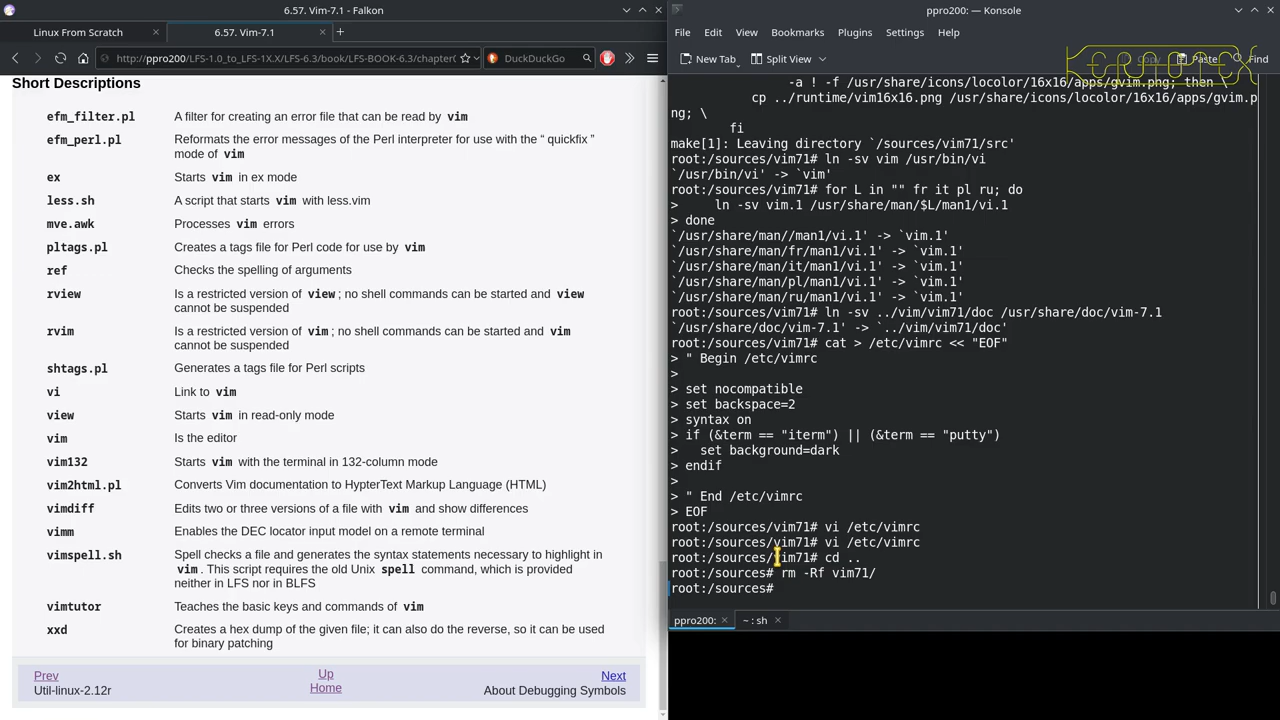 6.57. Vim-7.1 - Falkon
Linux From Scratch
6.57. Vim-7.1
http://ppro200/LFS-1.0_to_LFS-1X.X/LFS-6.3/book/LFS-BOOK-6.3/chapter(
DuckDuckGo
Short Descriptions
efm_filter.pl A filter for creating an error file that can be read by vim
efm_perl.pl Reformats the error messages of the Perl interpreter for use with the “ quickfix ”
mode of vim
ex Starts vim in ex mode
less.sh A script that starts vim with less.vim
mve.awk Processes vim errors
pltags.pl Creates a tags file for Perl code for use by vim
ref Checks the spelling of arguments
rview Is a restricted version of view ; no shell commands can be started and view
cannot be suspended
rvim Is a restricted version of vim ; no shell commands can be started and vim
cannot be suspended
shtags.pl Generates a tags file for Perl scripts
vi Link to vim
view Starts vim in read-only mode
vim Is the editor
vim132 Starts vim with the terminal in 132-column mode
vim2html.pl Converts Vim documentation to HypterText Markup Language (HTML)
vimdiff Edits two or three versions of a file with vim and show differences
vimm Enables the DEC locator input model on a remote terminal
vimspell.sh Spell checks a file and generates the syntax statements necessary to highlight in
vim . This script requires the old Unix spell command, which is provided
neither in LFS nor in BLFS
vimtutor Teaches the basic keys and commands of vim
xxd Creates a hex dump of the given file; it can also do the reverse, so it can be used
for binary patching
Prev Up Next
Util-linux-2.12r Home About Debugging Symbols
ppro200: — Konsole
File Edit View Bookmarks Plugins Settings Help
New Tab Split View Copy Paste Find
-a ! -f /usr/share/icons/locolor/16x16/apps/gvim.png; then \
cp ../runtime/vim16x16.png /usr/share/icons/locolor/16x16/apps/gvim.p
ng; \
fi
make[1]: Leaving directory `/sources/vim71/src'
root:/sources/vim71# ln -sv vim /usr/bin/vi
`/usr/bin/vi' -> `vim'
root:/sources/vim71# for L in "" fr it pl ru; do
> ln -sv vim.1 /usr/share/man/$L/man1/vi.1
> done
`/usr/share/man//man1/vi.1' -> `vim.1'
`/usr/share/man/fr/man1/vi.1' -> `vim.1'
`/usr/share/man/it/man1/vi.1' -> `vim.1'
`/usr/share/man/pl/man1/vi.1' -> `vim.1'
`/usr/share/man/ru/man1/vi.1' -> `vim.1'
root:/sources/vim71# ln -sv ../vim/vim71/doc /usr/share/doc/vim-7.1
`/usr/share/doc/vim-7.1' -> `../vim/vim71/doc'
root:/sources/vim71# cat > /etc/vimrc << "EOF"
> " Begin /etc/vimrc
>
> set nocompatible
> set backspace=2
> syntax on
> if (&term == "iterm") || (&term == "putty")
> set background=dark
> endif
>
> " End /etc/vimrc
> EOF
root:/sources/vim71# vi /etc/vimrc
root:/sources/vim71# vi /etc/vimrc
root:/sources/vim71# cd ..
root:/sources# rm -Rf vim71/
root:/sources#
ppro200:
~ : sh